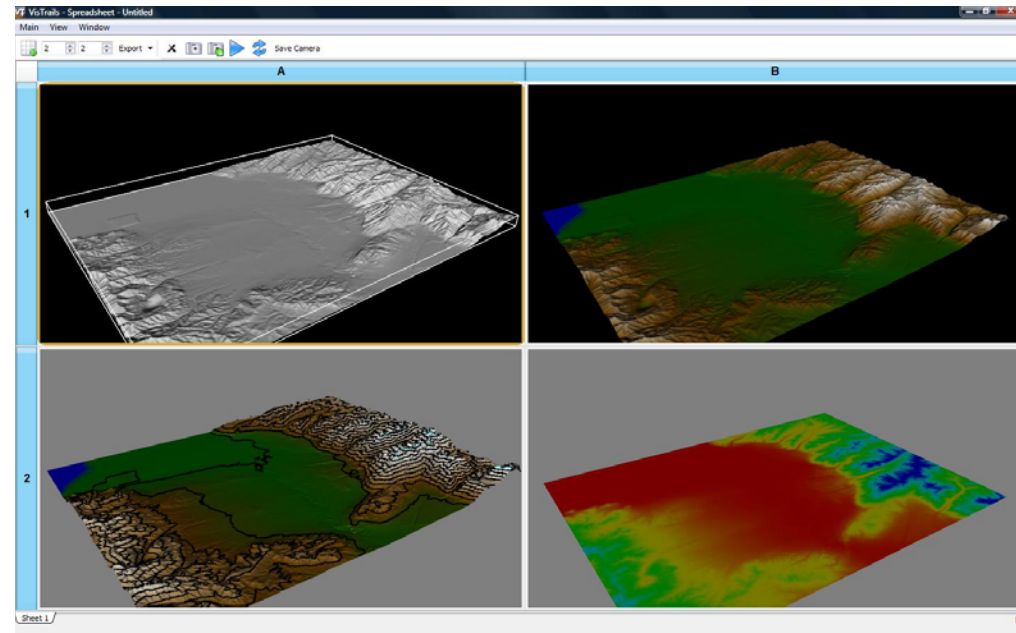 VisTrails - Spreadsheet - Untitled
Main View Window
2 2 Export Save Camera
A B
1
2
Sheet 1